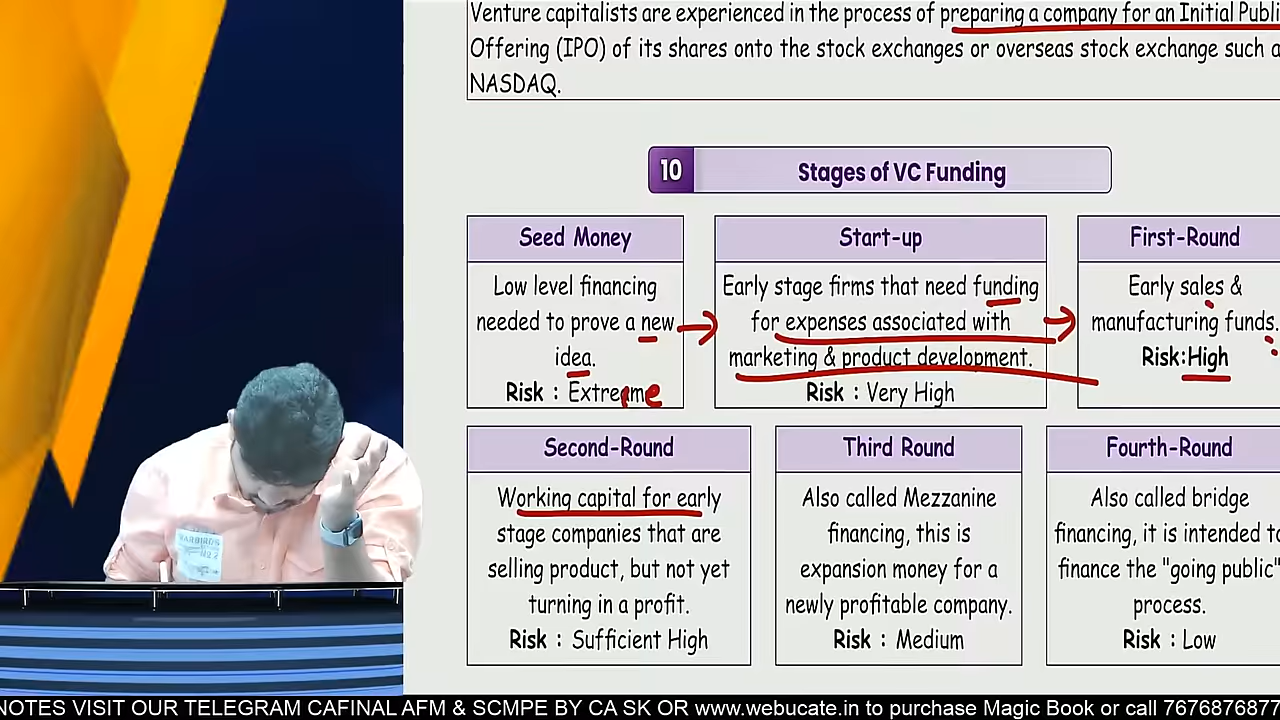 Venture capitalists are experienced in the process of preparing a company for an Initial Publi
Offering (IPO) of its shares onto the stock exchanges or overseas stock exchange such a
NASDAQ.
10 Stages of VC Funding
Seed Money
Low level financing
needed to prove a new
idea.
Risk : Extreme
Start-up
Early stage firms that need funding
for expenses associated with
marketing & product development.
Risk : Very High
First-Round
Early sales &
manufacturing funds.
Risk:High
Second-Round
Working capital for early
stage companies that are
selling product, but not yet
turning in a profit.
Risk : Sufficient High
Third Round
Also called Mezzanine
financing, this is
expansion money for a
newly profitable company.
Risk : Medium
Fourth-Round
Also called bridge
financing, it is intended to
finance the "going public"
process.
Risk : Low
NOTES VISIT OUR TELEGRAM CAFINAL AFM & SCMPE BY CA SK OR www.webucate.in to purchase Magic Book or call 7676876877